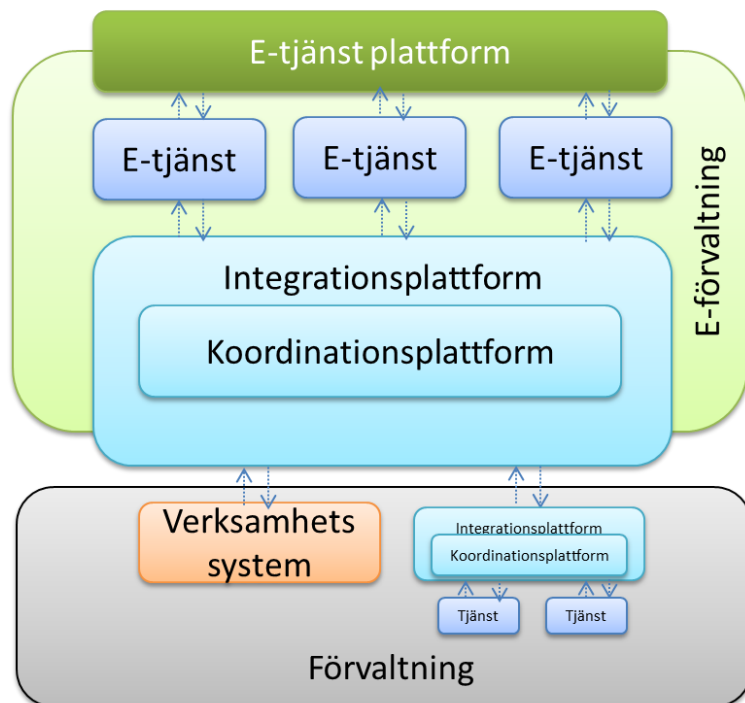 E-tjänst plattform
E-tjänst
E-tjänst
E-tjänst
E-förvaltning
Integrationsplattform
Koordinationsplattform
Verksamhets
system
Integrationsplattform
Koordinationsplattform
Tjänst
Tjänst
Förvaltning